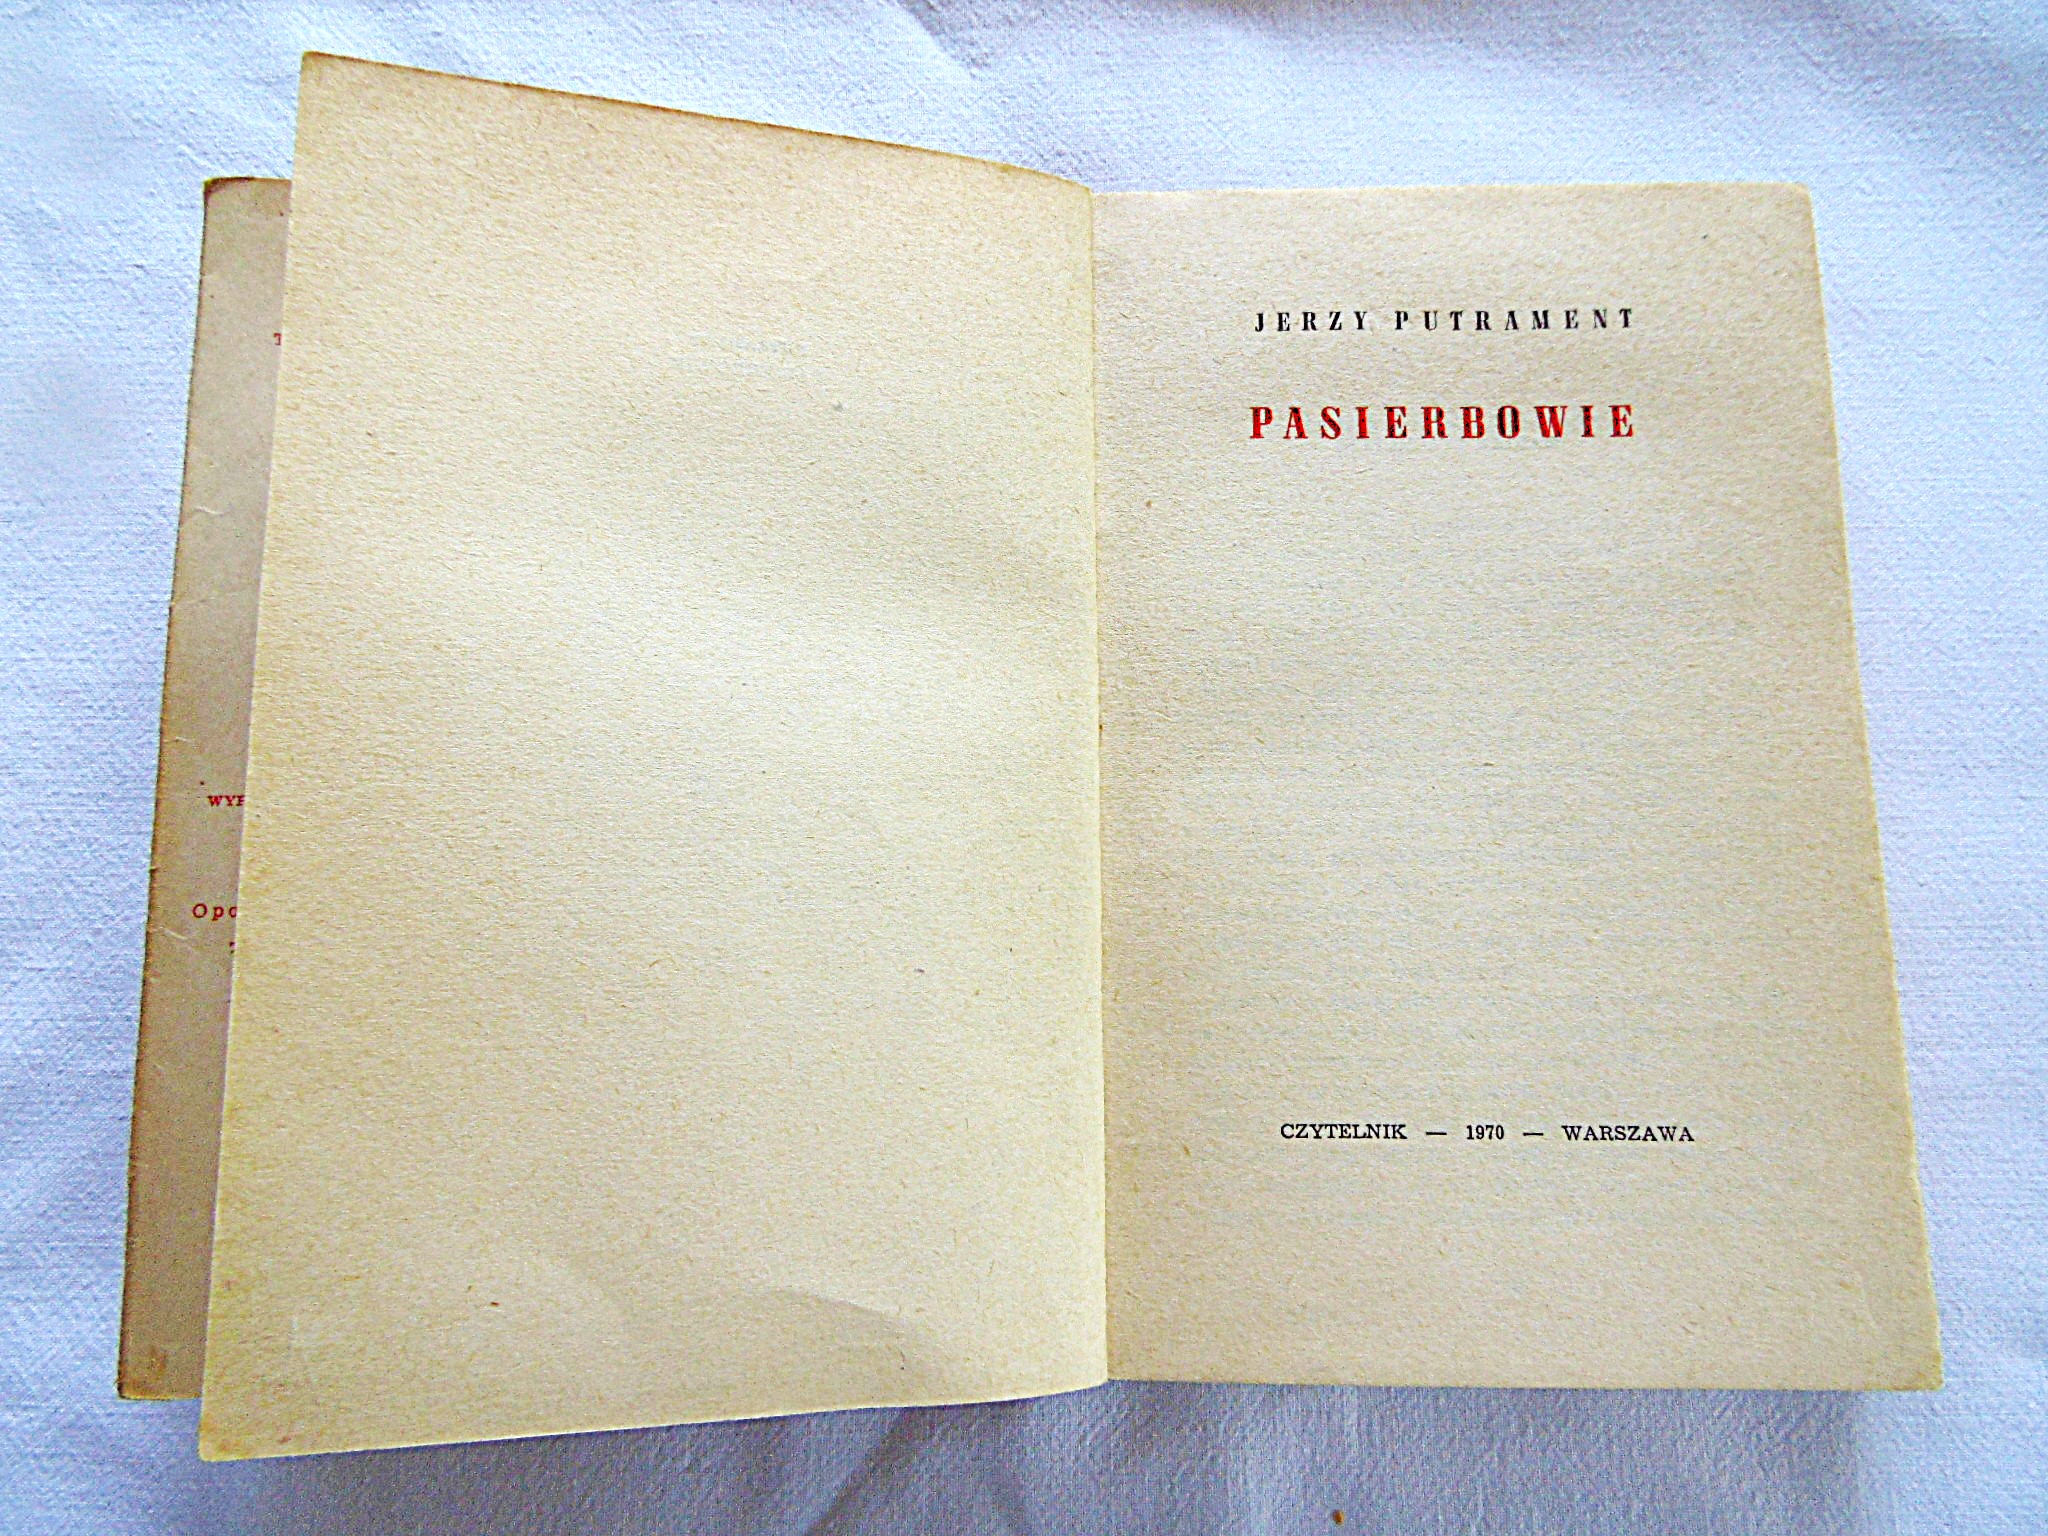 JERZY PUTRAMENT
PASIERBOWIE
CZYTELNIK — 1970 — WARSZAWA